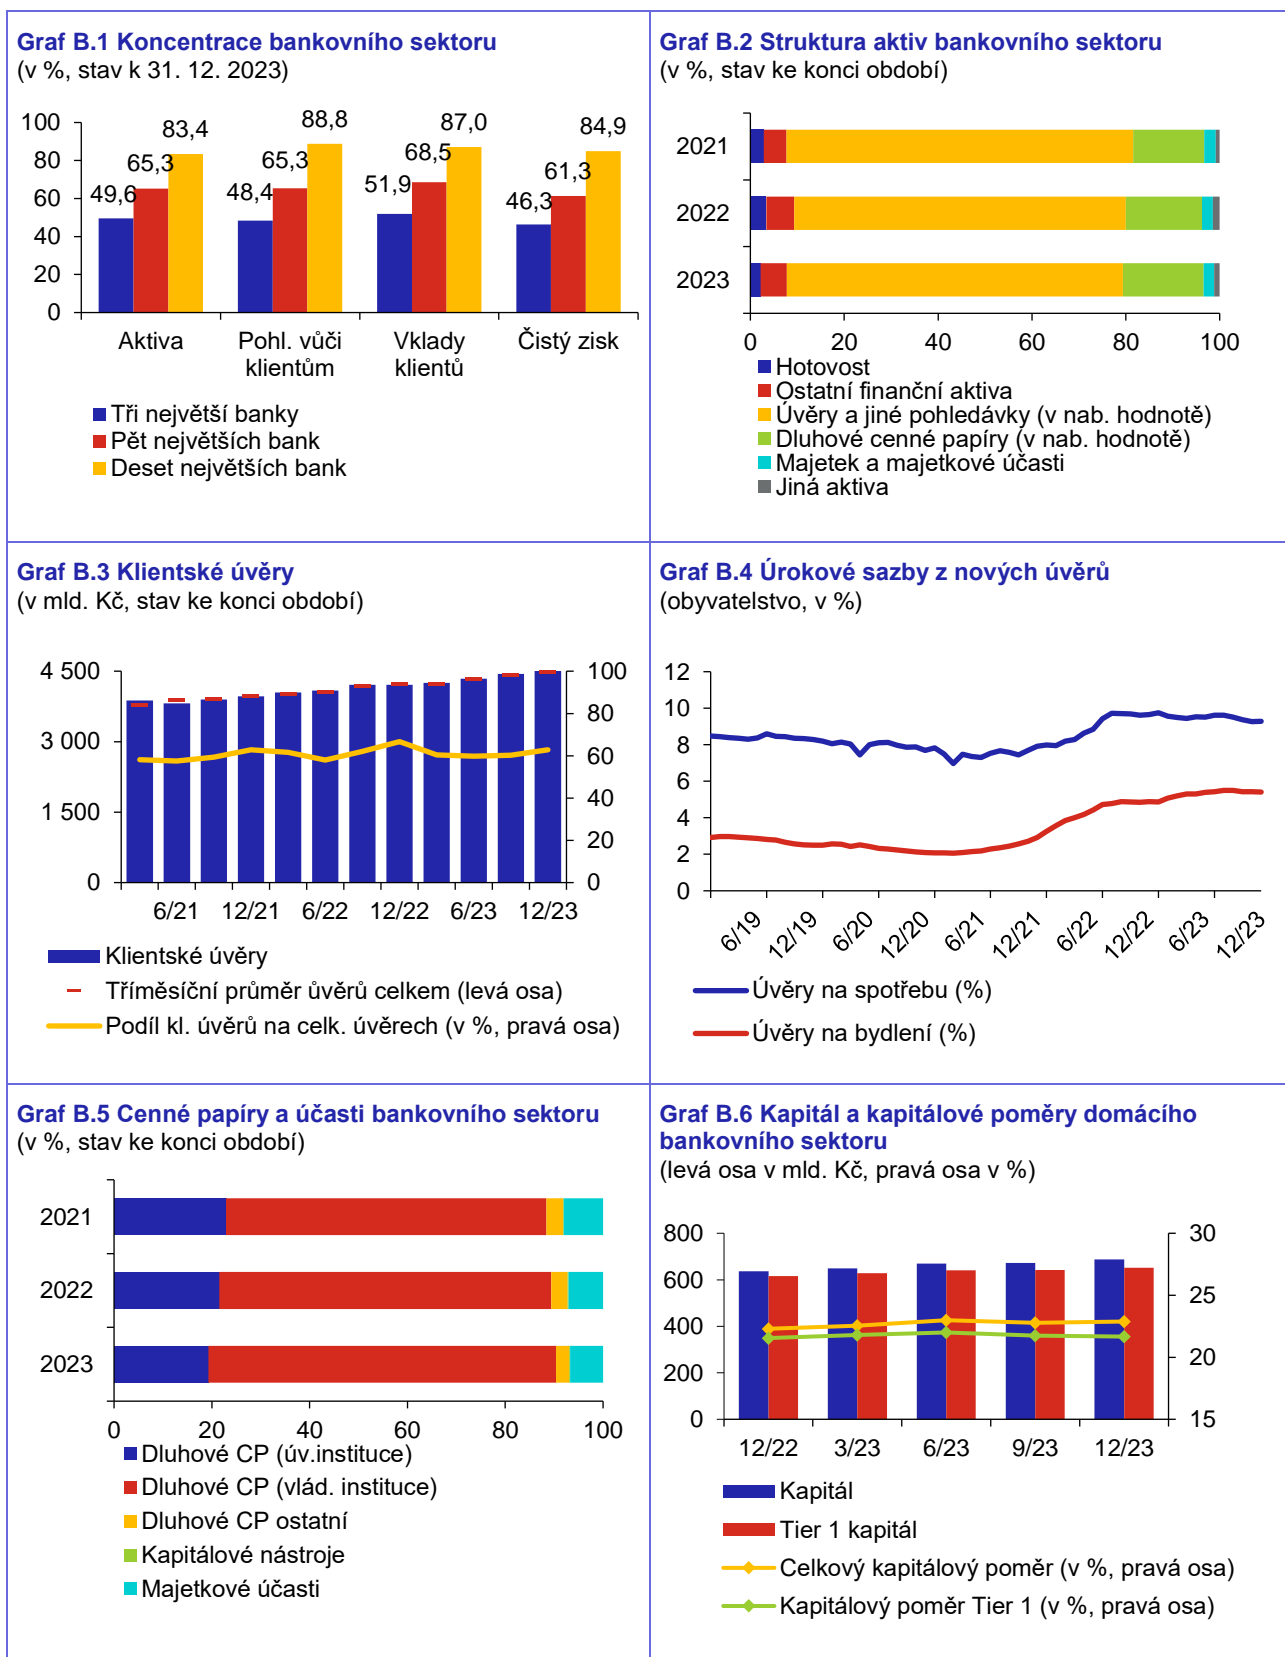 Graf B.1 Koncentrace bankovního sektoru
(v %, stav k 31. 12. 2023)
100
80
60
40
20
0
49,6
65,3
83,4
48,4
65,3
88,8
51,9
68,5
87,0
46,3
61,3
84,9
Aktiva
Pohl. vůči
klientům
Vklady
klientů
Čistý zisk
Tři největší banky
Pět největších bank
Deset největších bank
Graf B.2 Struktura aktiv bankovního sektoru
(v %, stav ke konci období)
2021
2022
2023
0 20 40 60 80 100
Hotovost
Ostatní finanční aktiva
Úvěry a jiné pohledávky (v nab. hodnotě)
Dluhové cenné papíry (v nab. hodnotě)
Majetek a majetkové účasti
Jiná aktiva
Graf B.3 Klientské úvěry
(v mld. Kč, stav ke konci období)
4 500
3 000
1 500
0
100
80
60
40
20
0
6/21 12/21 6/22 12/22 6/23 12/23
Klientské úvěry
Tříměsíční průměr ůvěrů celkem (levá osa)
Podíl kl. úvěrů na celk. úvěrech (v %, pravá osa)
Graf B.4 Úrokové sazby z nových úvěrů
(obyvatelstvo, v %)
12
10
8
6
4
2
0
6/19 12/19 6/20 12/20 6/21 12/21 6/22 12/22 6/23 12/23
Úvěry na spotřebu (%)
Úvěry na bydlení (%)
Graf B.5 Cenné papíry a účasti bankovního sektoru
(v %, stav ke konci období)
2021
2022
2023
0 20 40 60 80 100
Dluhové CP (úv.instituce)
Dluhové CP (vlád. instituce)
Dluhové CP ostatní
Kapitálové nástroje
Majetkové účasti
Graf B.6 Kapitál a kapitálové poměry domácího
bankovního sektoru
(levá osa v mld. Kč, pravá osa v %)
800
600
400
200
0
30
25
20
15
12/22 3/23 6/23 9/23 12/23
Kapitál
Tier 1 kapitál
Celkový kapitálový poměr (v %, pravá osa)
Kapitálový poměr Tier 1 (v %, pravá osa)